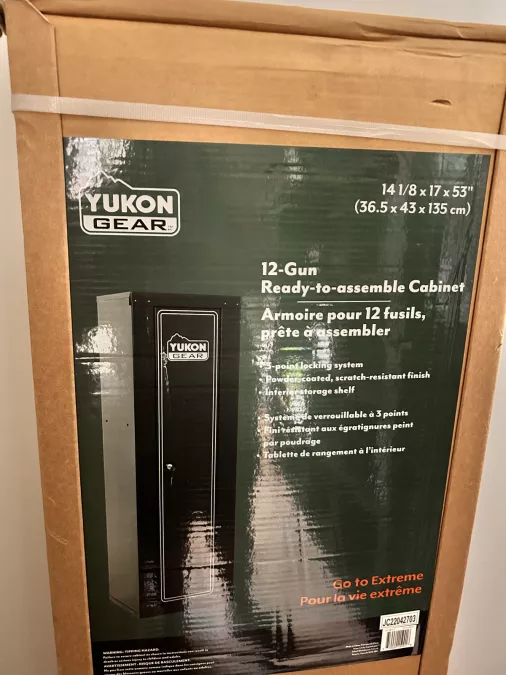 14 1/8 x 17 x 53"
(36.5 x 43 x 135 cm)
YUKON
GEAR
12-Gun
Ready-to-assemble Cabinet
Armoire pour 12 fusils,
prête à assembler
YUKON
GEAR
3-point locking system
• Powder coated, scratch-resistant finish
• Interior storage shelf
Système de verrouillable à 3 points
• Fini résistant aux égratignures peint
par poudrage
• Tablette de rangement à l'intérieur
Go to Extreme
Pour la vie extrême
JC22042703
WARNING: TIPPING HAZARD.
AVERTISSEMENT: RISQUE DE BASCULEMENT.